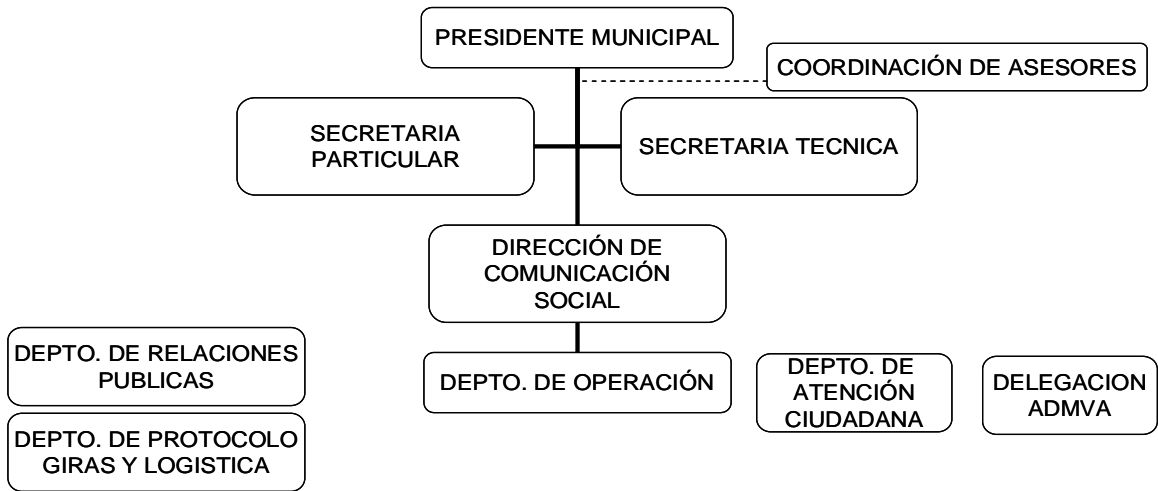 PRESIDENTE MUNICIPAL
COORDINACIÓN DE ASESORES
SECRETARIA
PARTICULAR
SECRETARIA TECNICA
DIRECCIÓN DE
COMUNICACIÓN
SOCIAL
DEPTO. DE RELACIONES
PUBLICAS
DEPTO. DE OPERACIÓN
DEPTO. DE
ATENCIÓN
CIUDADANA
DELEGACION
ADMVA
DEPTO. DE PROTOCOLO
GIRAS Y LOGISTICA